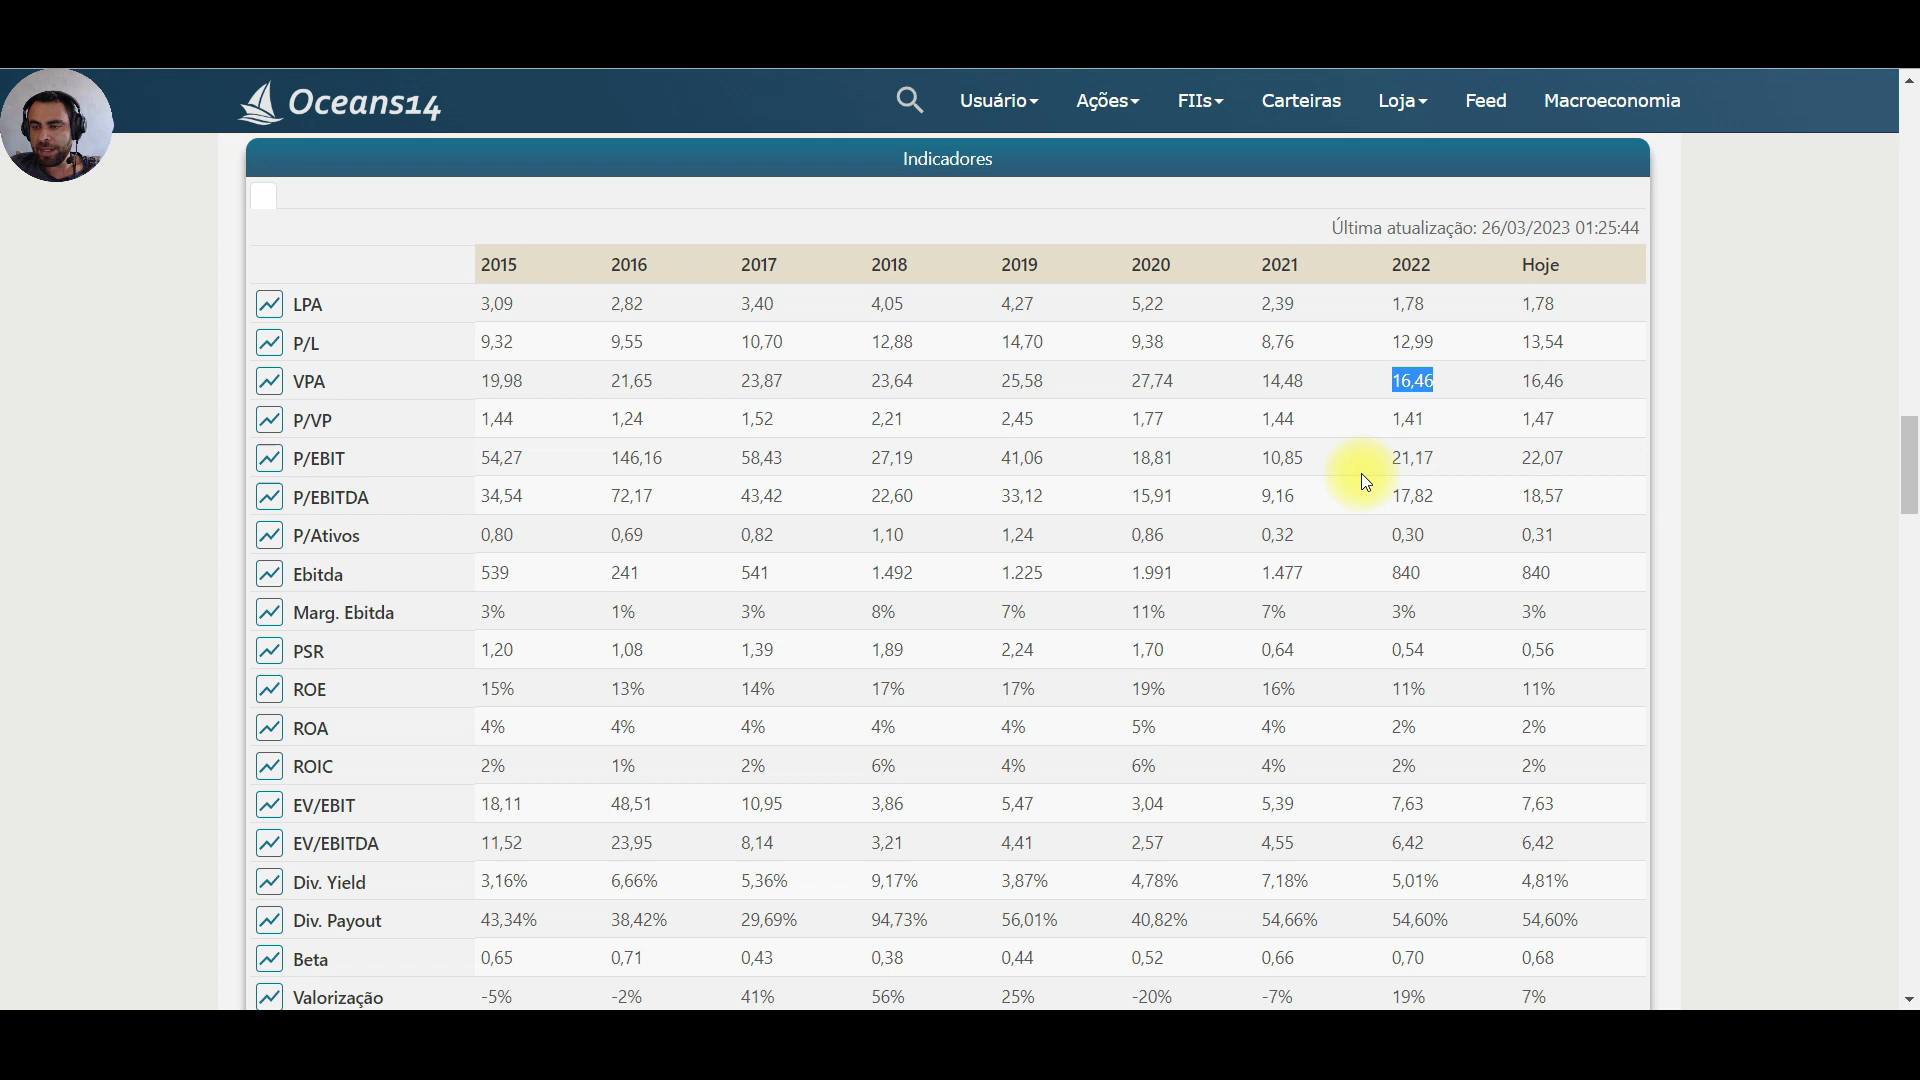 Oceans14 Usuário Ações FIIs Carteiras Loja Feed Macroeconomia
Indicadores
Última atualização: 26/03/2023 01:25:44
2015 2016 2017 2018 2019 2020 2021 2022 Hoje
LPA 3,09 2,82 3,40 4,05 4,27 5,22 2,39 1,78 1,78
P/L 9,32 9,55 10,70 12,88 14,70 9,38 8,76 12,99 13,54
VPA 19,98 21,65 23,87 23,64 25,58 27,74 14,48 16,46 16,46
P/VP 1,44 1,24 1,52 2,21 2,45 1,77 1,44 1,41 1,47
P/EBIT 54,27 146,16 58,43 27,19 41,06 18,81 10,85 21,17 22,07
P/EBITDA 34,54 72,17 43,42 22,60 33,12 15,91 9,16 17,82 18,57
P/Ativos 0,80 0,69 0,82 1,10 1,24 0,86 0,32 0,30 0,31
Ebitda 539 241 541 1.492 1.225 1.991 1.477 840 840
Marg. Ebitda 3% 1% 3% 8% 7% 11% 7% 3% 3%
PSR 1,20 1,08 1,39 1,89 2,24 1,70 0,64 0,54 0,56
ROE 15% 13% 14% 17% 17% 19% 16% 11% 11%
ROA 4% 4% 4% 4% 4% 5% 4% 2% 2%
ROIC 2% 1% 2% 6% 4% 6% 4% 2% 2%
EV/EBIT 18,11 48,51 10,95 3,86 5,47 3,04 5,39 7,63 7,63
EV/EBITDA 11,52 23,95 8,14 3,21 4,41 2,57 4,55 6,42 6,42
Div. Yield 3,16% 6,66% 5,36% 9,17% 3,87% 4,78% 7,18% 5,01% 4,81%
Div. Payout 43,34% 38,42% 29,69% 94,73% 56,01% 40,82% 54,66% 54,60% 54,60%
Beta 0,65 0,71 0,43 0,38 0,44 0,52 0,66 0,70 0,68
Valorização -5% -2% 41% 56% 25% -20% -7% 19% 7%